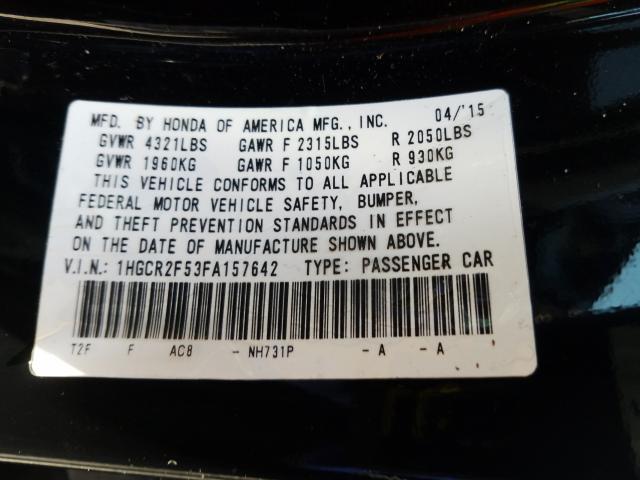 MFD. BY HONDA OF AMERICA MFG., INC. 04/'15
GVWR 4321LBS GAWR F 2315LBS R 2050LBS
GVWR 1960KG GAWR F 1050KG R 930KG
THIS VEHICLE CONFORMS TO ALL APPLICABLE
FEDERAL MOTOR VEHICLE SAFETY, BUMPER,
AND THEFT PREVENTION STANDARDS IN EFFECT
ON THE DATE OF MANUFACTURE SHOWN ABOVE.
V.I.N.: 1HGCR2F53FA157642 TYPE: PASSENGER CAR
T2F F AC8 - NH731P - A - A